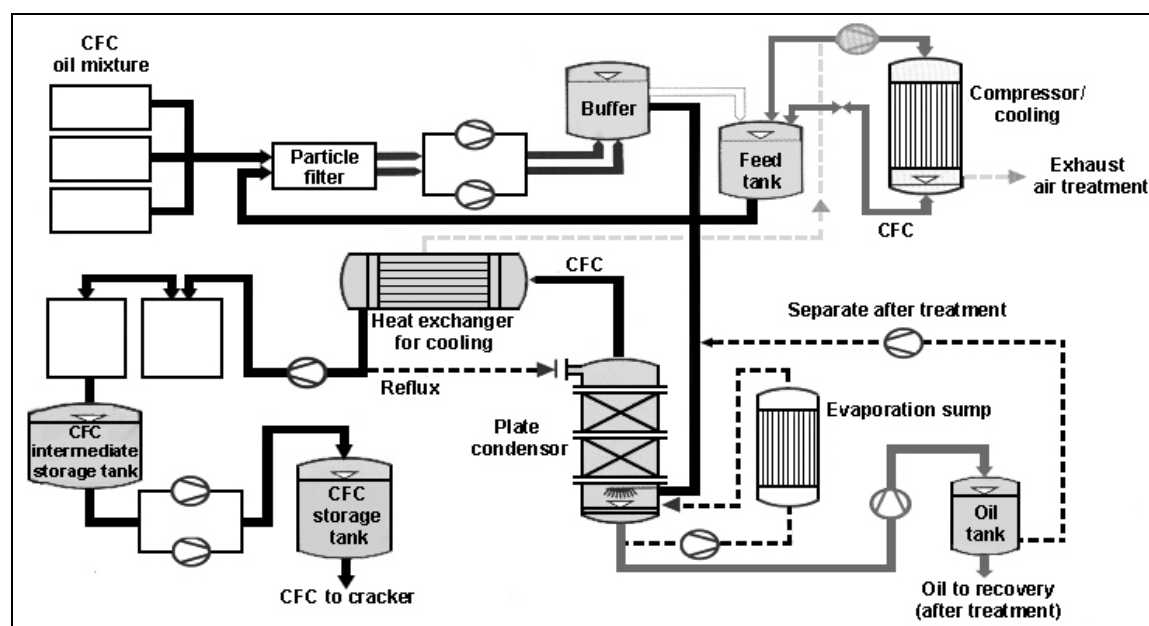 CFC
oil mixture
Particle
filter
Buffer
Feed
tank
Compressor/
cooling
Exhaust
air treatment
CFC
CFC
Heat exchanger
for cooling
Reflux
Separate after treatment
Evaporation sump
Plate
condensor
CFC
intermediate
storage tank
CFC
storage
tank
Oil
tank
CFC to cracker
Oil to recovery
(after treatment)